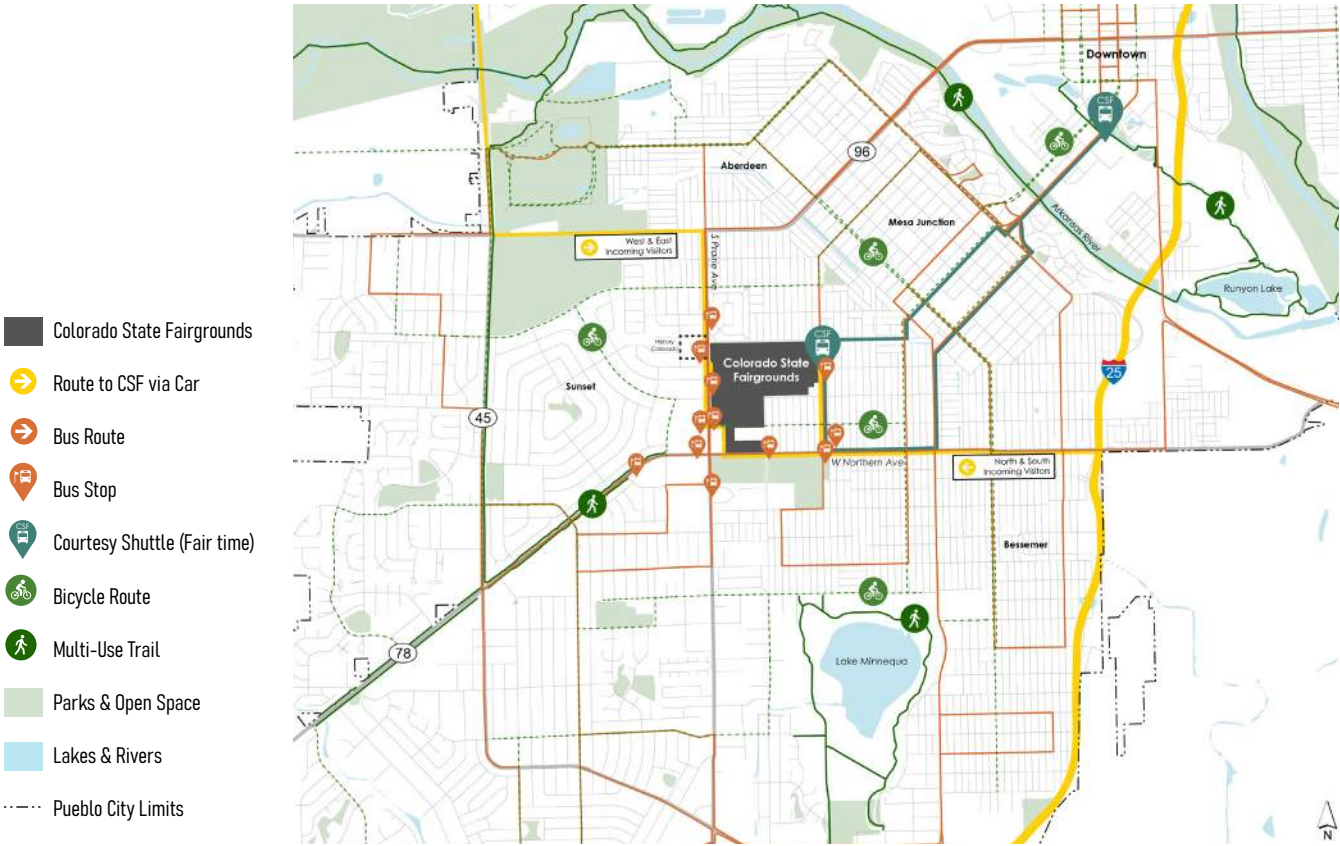 Colorado State Fairgrounds
Route to CSF via Car
Bus Route
Bus Stop
CSF
Courtesy Shuttle (Fair time)
Bicycle Route
Multi-Use Trail
Parks & Open Space
Lakes & Rivers
Pueblo City Limits
Downtown
CSF
96
Aberdeen
Mesa Junction
Arkansas River
West & East
Incoming Visitors
S Prairie Ave
Runyon Lake
History
Colorado
CSF
Colorado State
Fairgrounds
25
Sunset
45
W Northern Ave
North & South
Incoming Visitors
Bessemer
78
Lake Minnequa
N